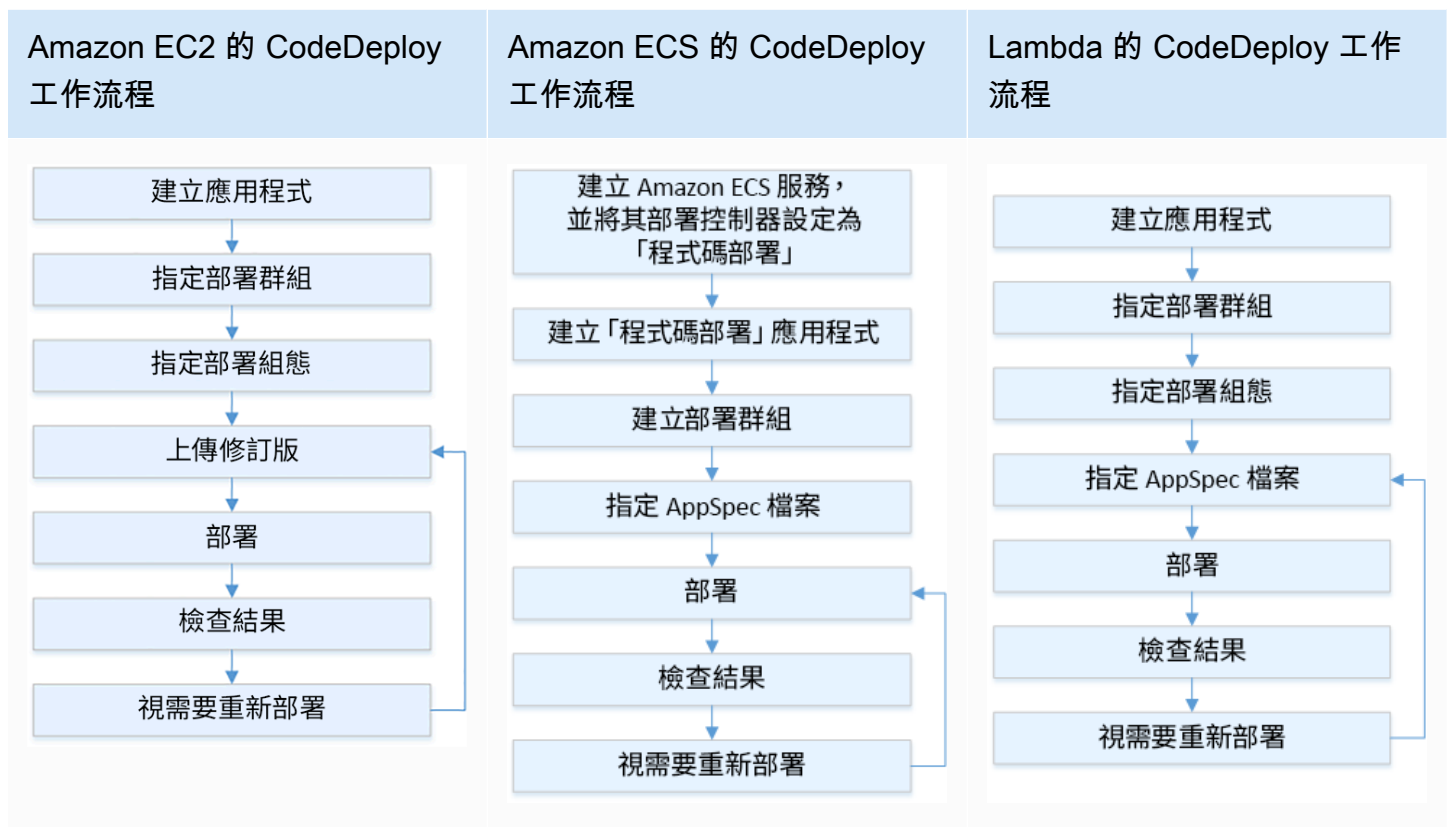 Amazon EC2 的 CodeDeploy
工作流程
Amazon ECS 的 CodeDeploy
工作流程
Lambda 的 CodeDeploy 工作
流程
建立應用程式
指定部署群組
指定部署組態
上傳修訂版
部署
檢查結果
視需要重新部署
建立 Amazon ECS 服務，
並將其部署控制器設定為
「程式碼部署」
建立「程式碼部署」應用程式
建立部署群組
指定 AppSpec 檔案
部署
檢查結果
視需要重新部署
建立應用程式
指定部署群組
指定部署組態
指定 AppSpec 檔案
部署
檢查結果
視需要重新部署